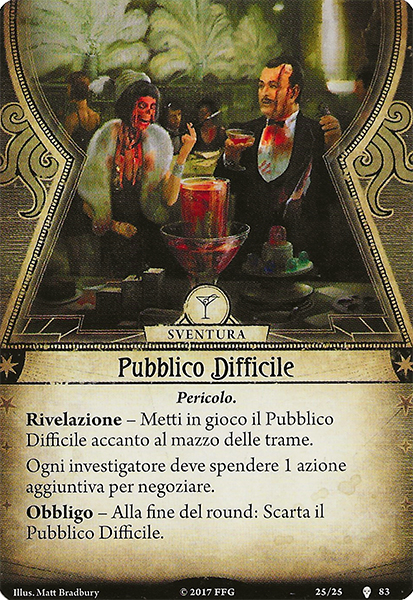 SVENTURA
Pubblico Difficile
Pericolo.
Rivelazione – Metti in gioco il Pubblico
Difficile accanto al mazzo delle trame.
Ogni investigatore deve spendere 1 azione
aggiuntiva per negoziare.
Obbligo – Alla fine del round: Scarta il
Pubblico Difficile.
Illus. Matt Bradbury © 2017 FFG 25/25 83